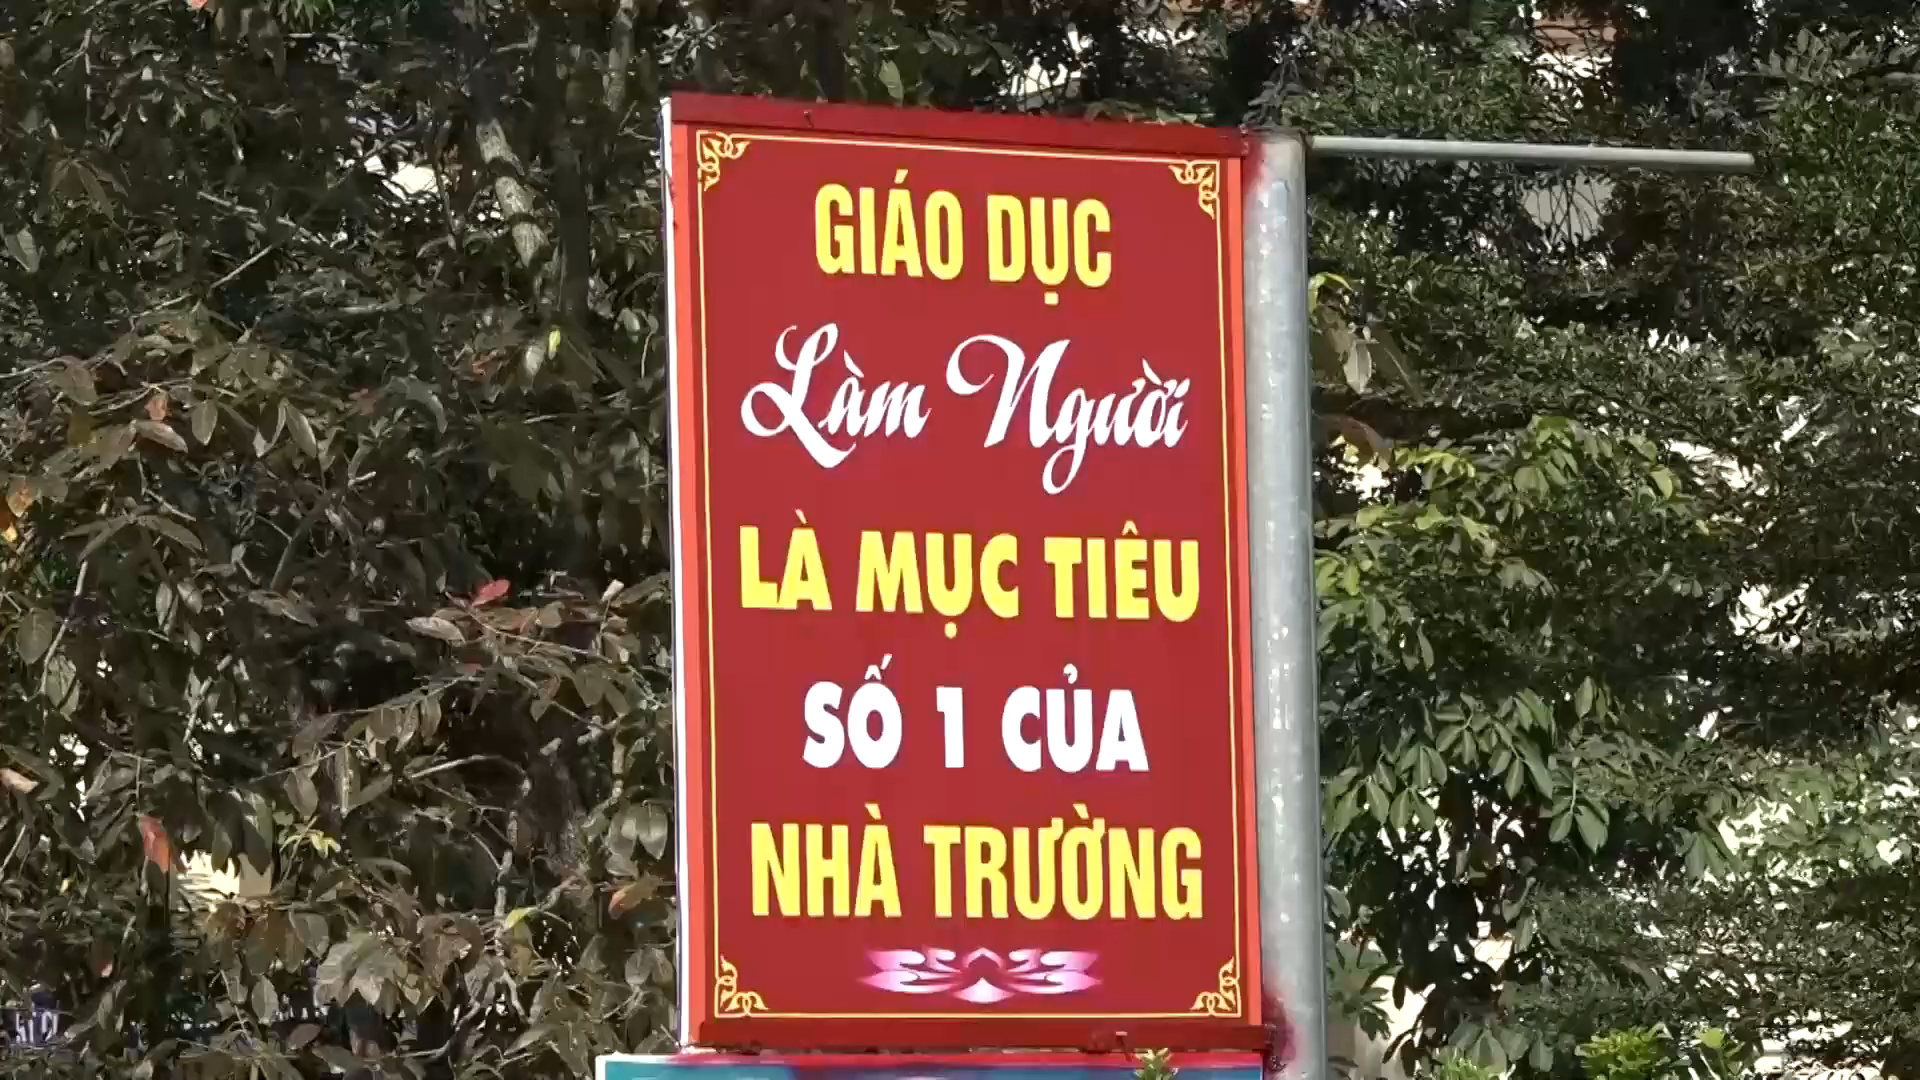 GIÁO DỤC
Làm Người
LÀ MỤC TIÊU
SỐ 1 CỦA
NHÀ TRƯỜNG